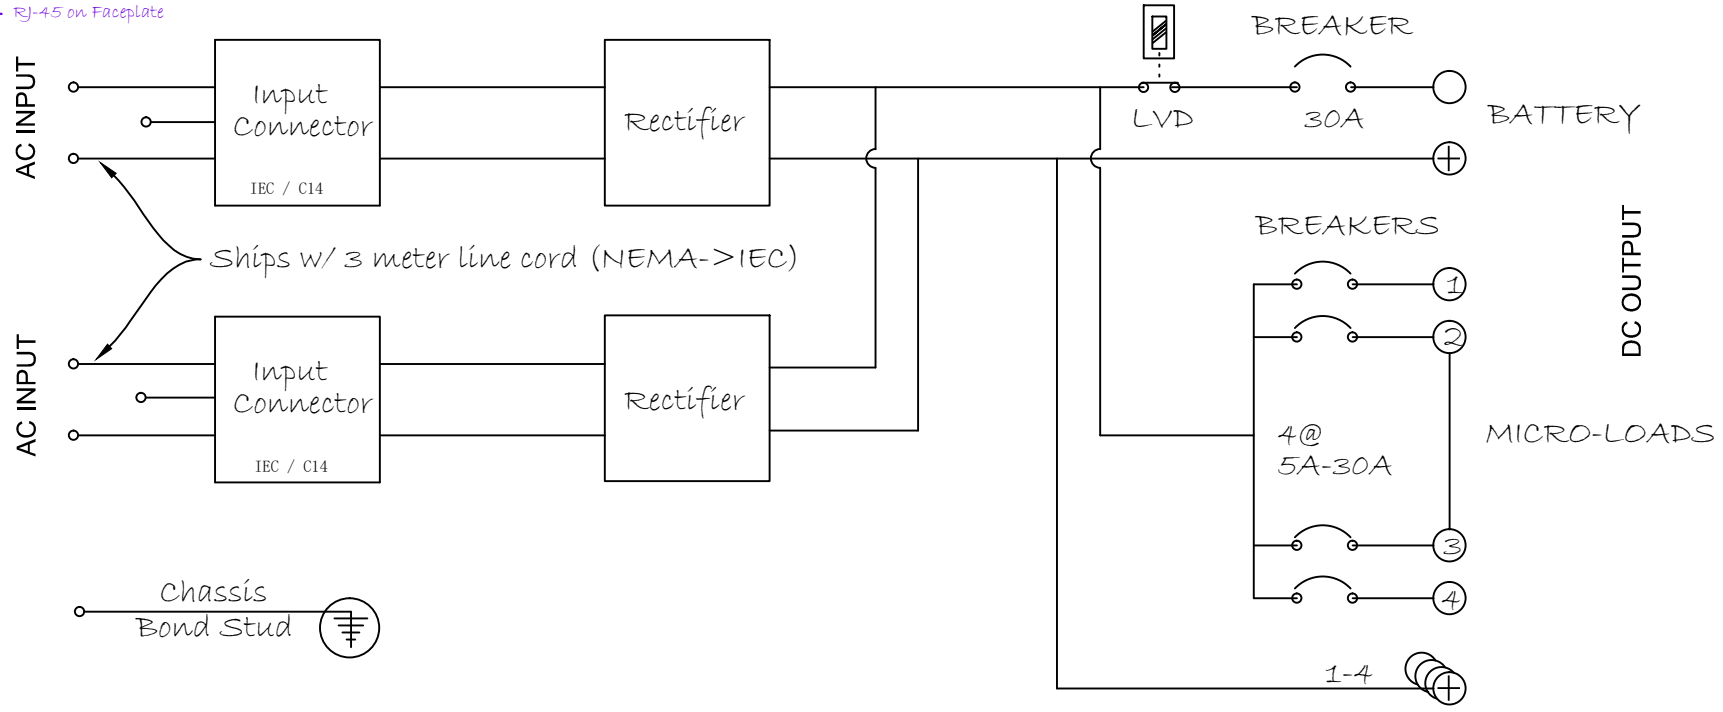 - RJ-45 on Faceplate
AC INPUT
Input
Connector
IEC / C14
Rectifier
LVD
BREAKER
30A
BATTERY
+
Ships w/ 3 meter line cord (NEMA->IEC)
AC INPUT
Input
Connector
IEC / C14
Rectifier
BREAKERS
1
2
4@
5A-30A
3
4
MICRO-LOADS
DC OUTPUT
1-4
+
Chassis
Bond Stud